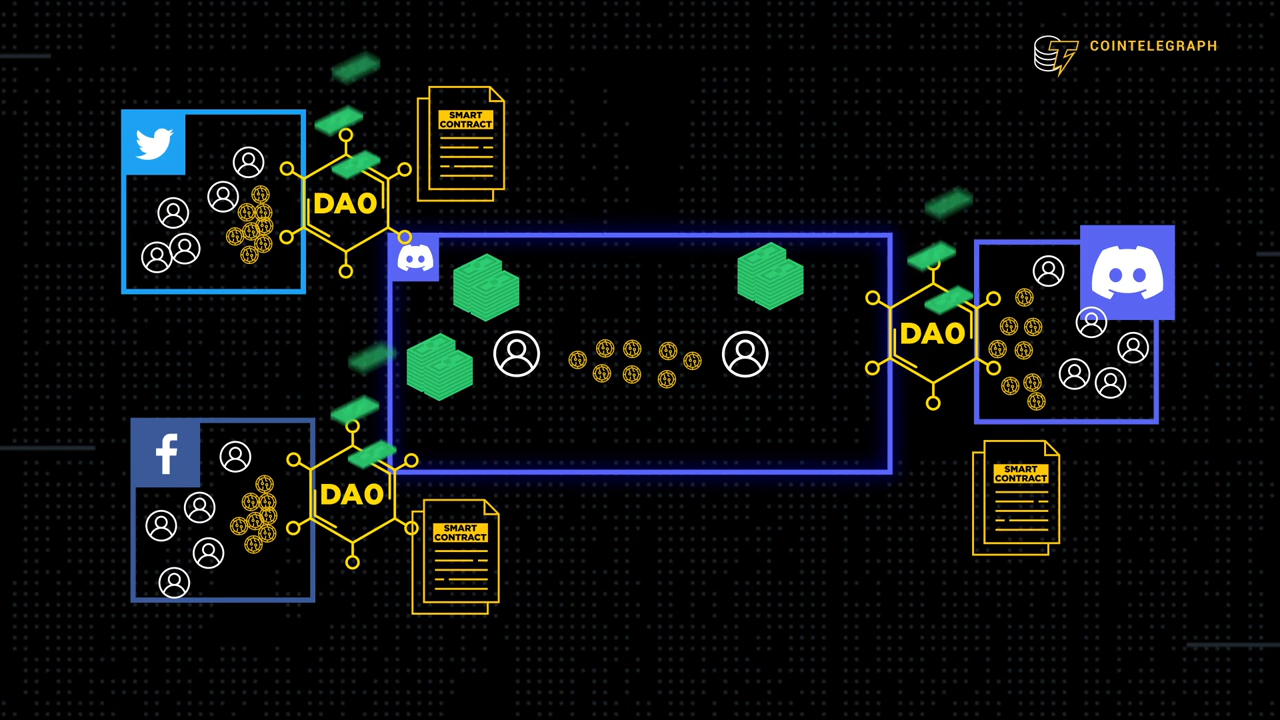 COINTELEGRAPH
SMART
CONTRACT
DAO
DAO
DAO
SMART
CONTRACT
SMART
CONTRACT